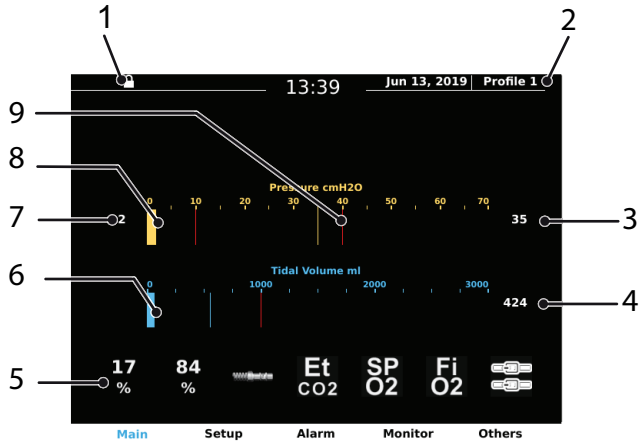 1
2
13:39
Jun 13, 2019
Profile 1
9
8
Pressure cmH2O
0 10 20 30 40 50 60 70
7
2
35
3
6
Tidal Volume ml
0 1000 2000 3000
424
4
5
17 84 Et SP Fi
% % CO2 O2 O2
Main Setup Alarm Monitor Others